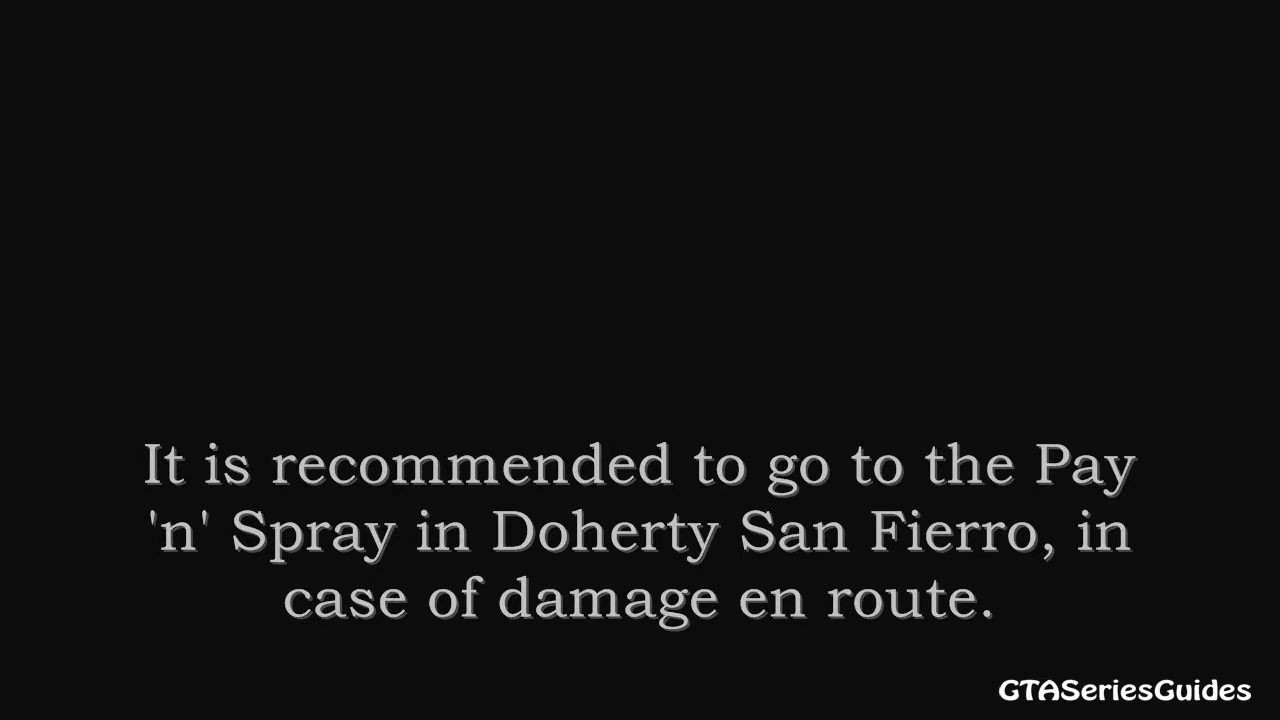 It is recommended to go to the Pay
'n' Spray in Doherty San Fierro, in
case of damage en route.
GTASeriesGuides